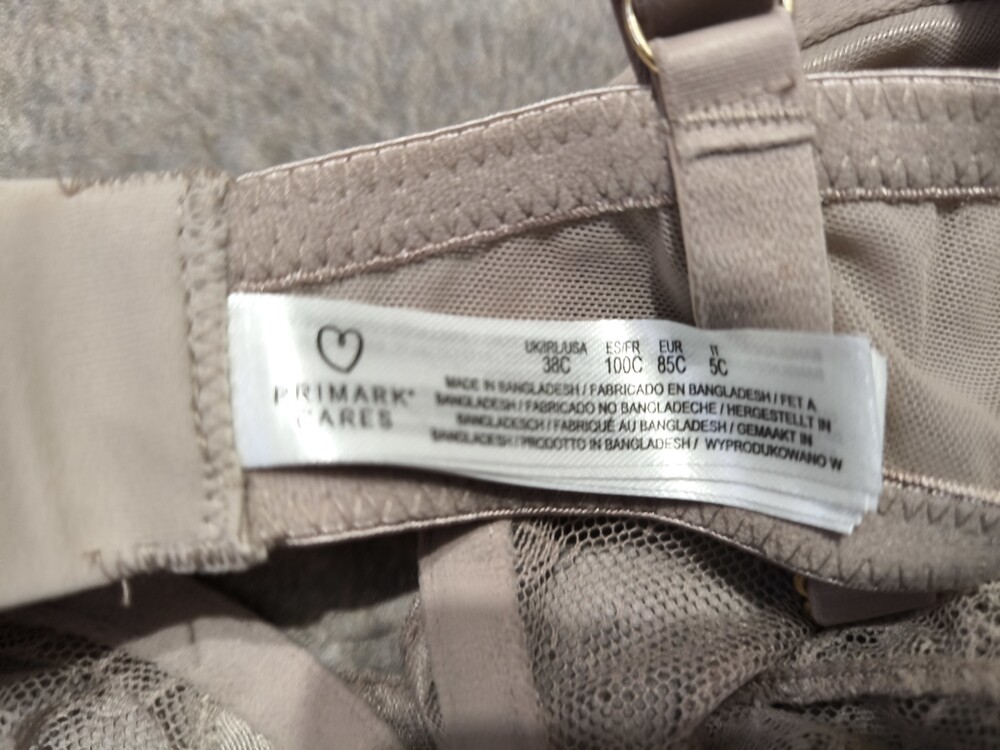 PRIMARK®
CARES
UK/IRL/USA ES/FR EUR IT
38C 100C 85C 5C
MADE IN BANGLADESH / FABRICADO EN BANGLADESH / FET A
BANGLADESH / FABRICADO NO BANGLADECHE / HERGESTELLT IN
BANGLADESCH / FABRIQUÉ AU BANGLADESH / GEMAAKT IN
BANGLADESH / PRODOTTO IN BANGLADESH / WYPRODUKOWANO W